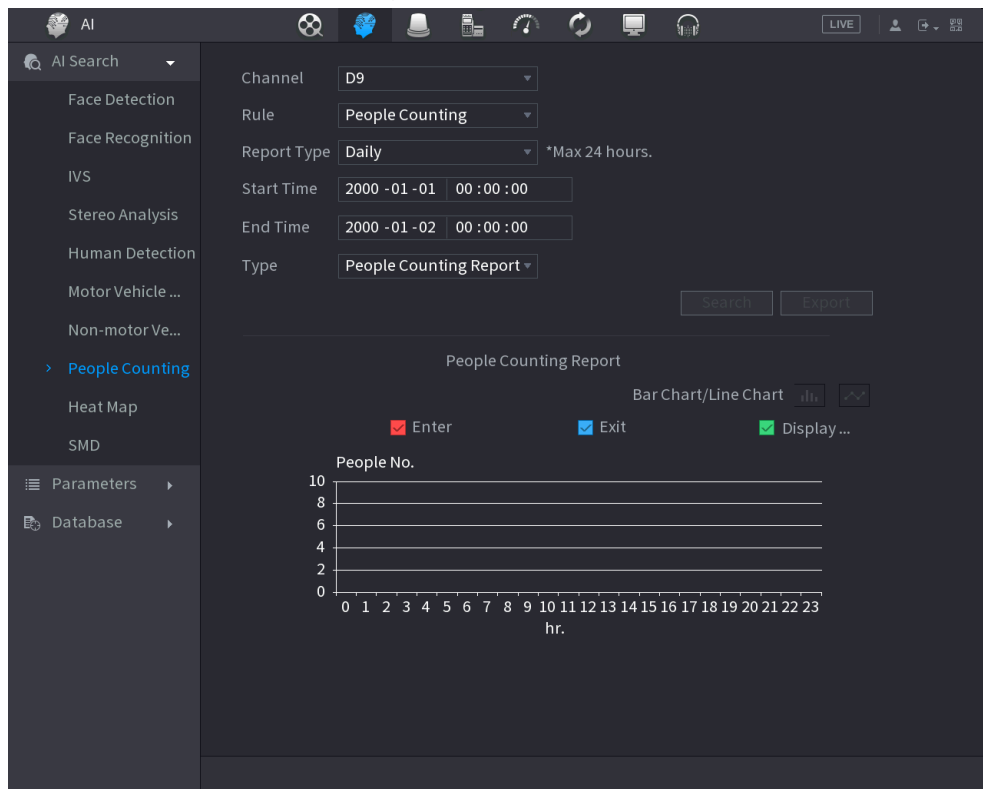 AI
LIVE
AI Search
Face Detection
Face Recognition
IVS
Stereo Analysis
Human Detection
Motor Vehicle ...
Non-motor Ve...
People Counting
Heat Map
SMD
Parameters
Database
Channel D9
Rule People Counting
Report Type Daily *Max 24 hours.
Start Time 2000 -01 -01 00 :00 :00
End Time 2000 -01 -02 00 :00 :00
Type People Counting Report
Search Export
People Counting Report
Bar Chart/Line Chart
Enter Exit Display ...
People No.
10
8
6
4
2
0
0 1 2 3 4 5 6 7 8 9 10 11 12 13 14 15 16 17 18 19 20 21 22 23
hr.